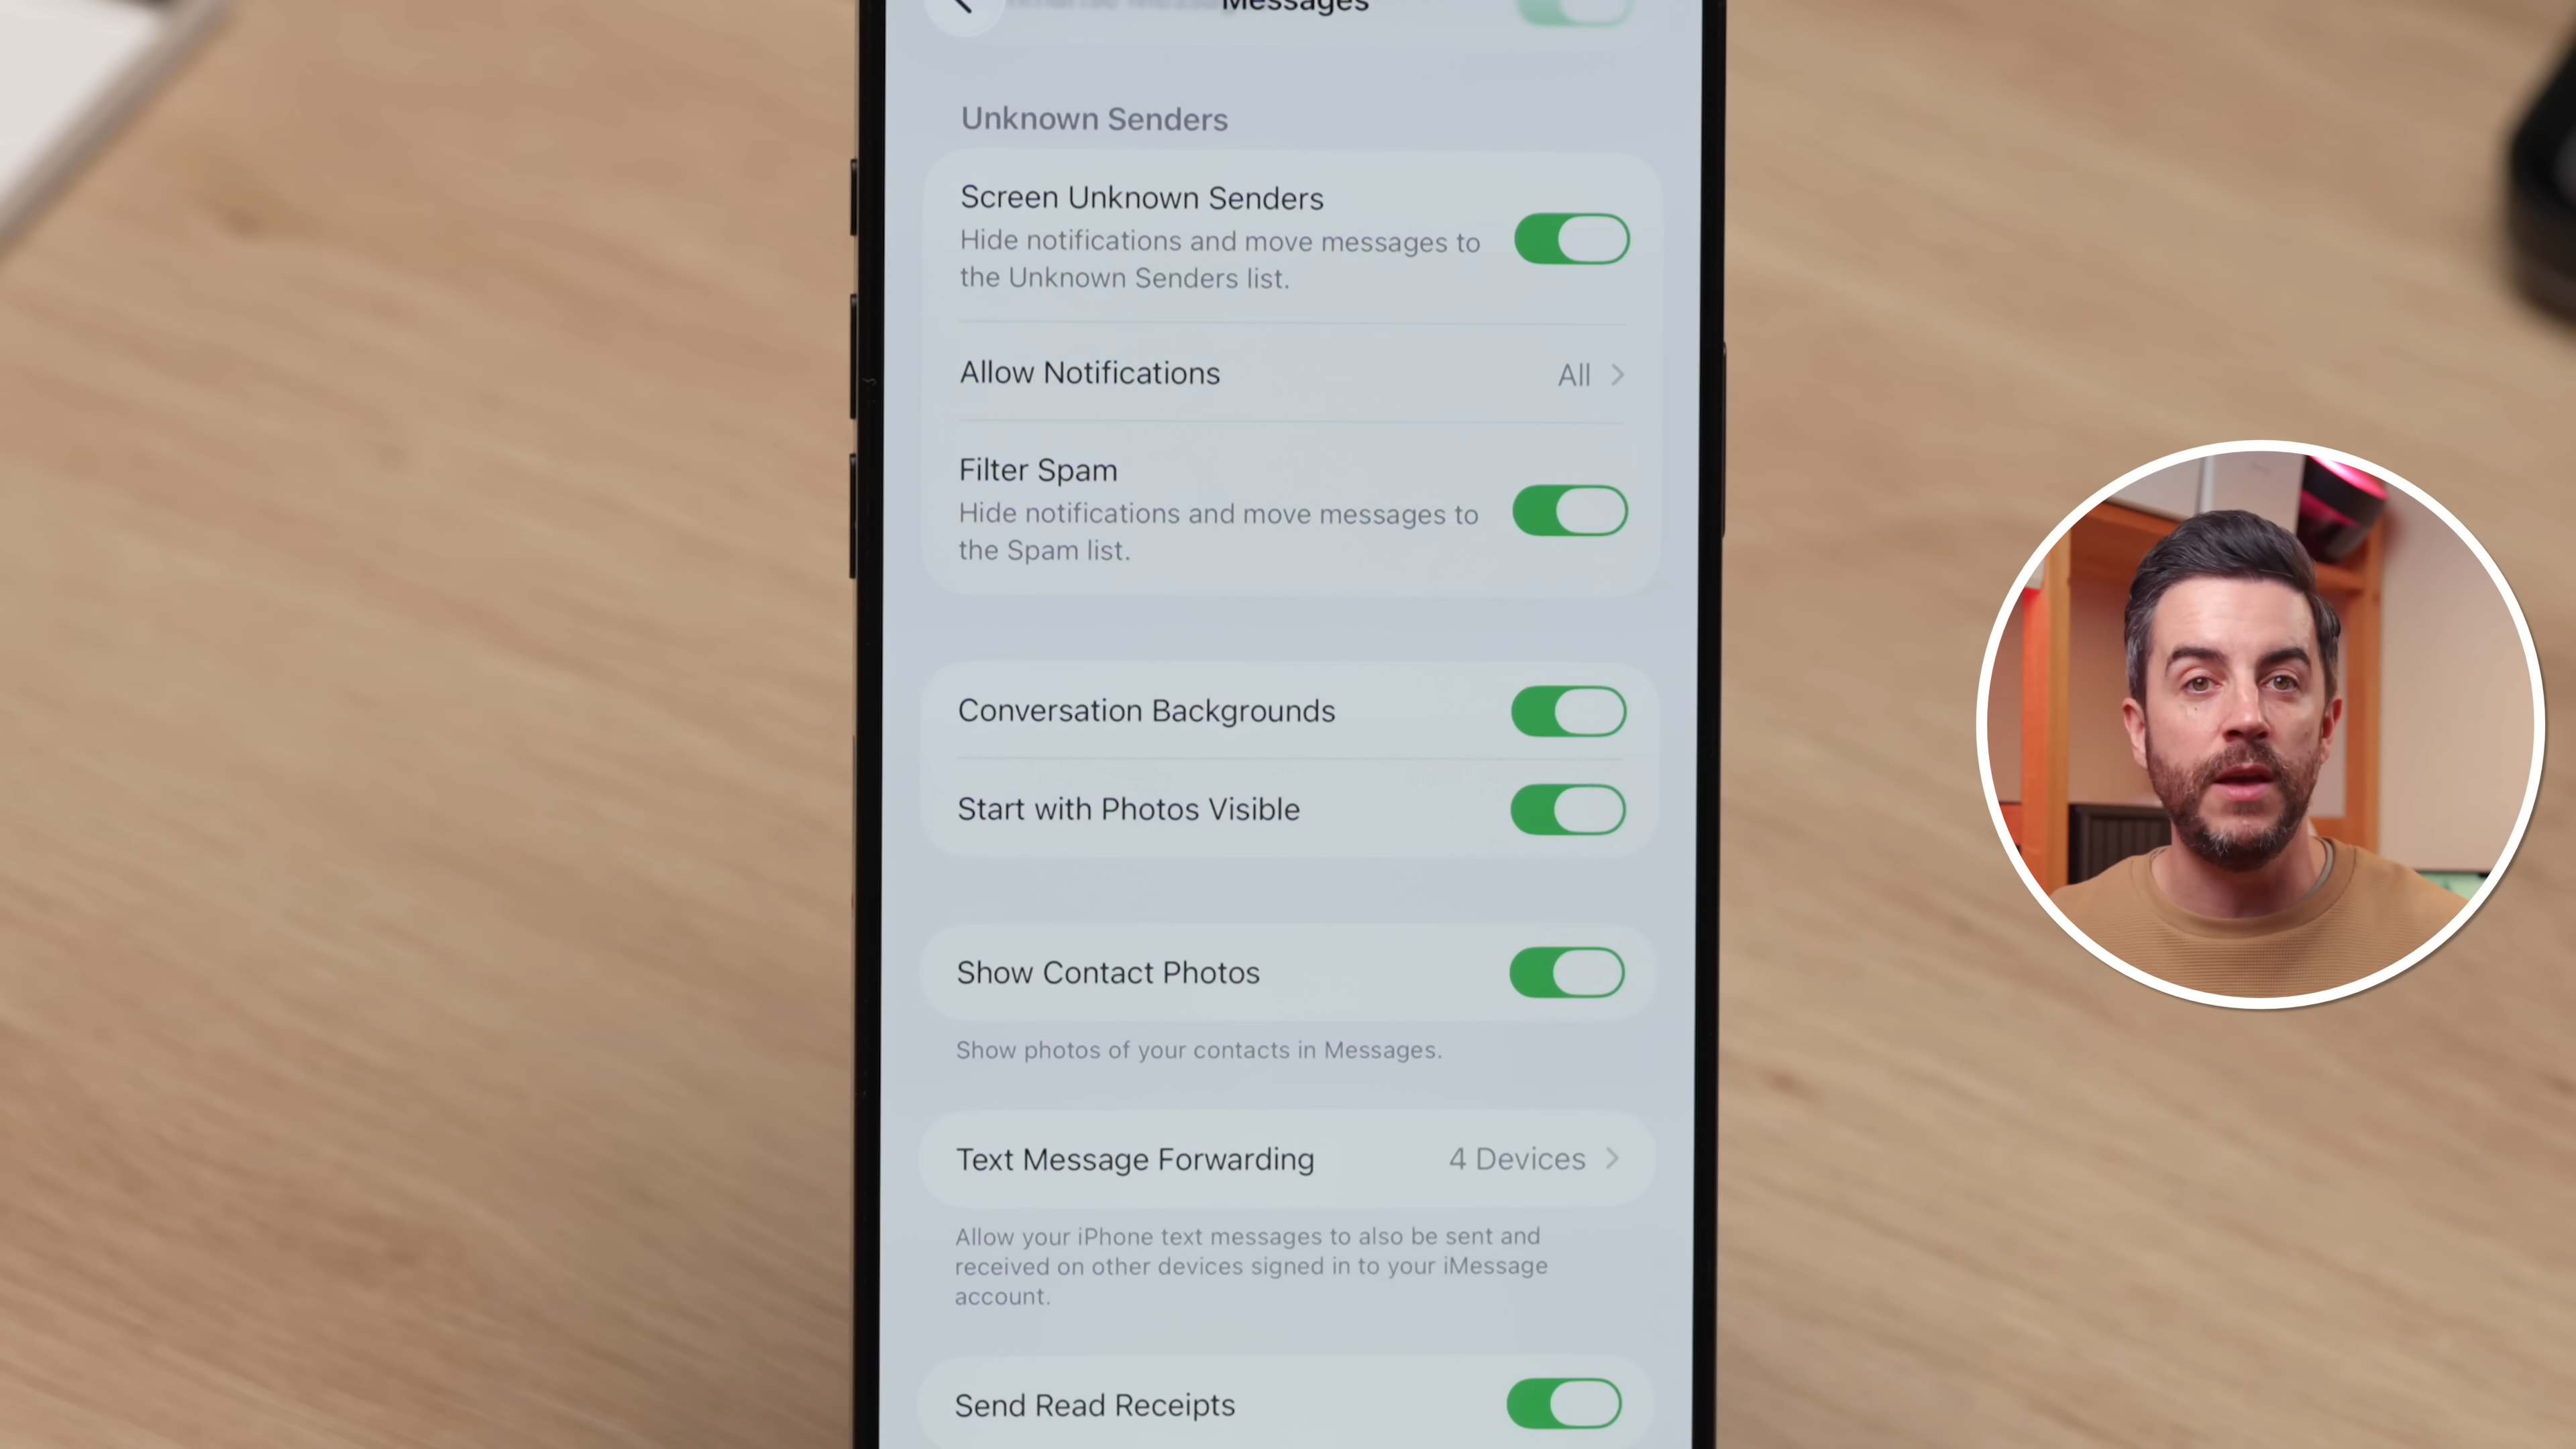 Messages
Unknown Senders
Screen Unknown Senders
Hide notifications and move messages to
the Unknown Senders list.
Allow Notifications All
Filter Spam
Hide notifications and move messages to
the Spam list.
Conversation Backgrounds
Start with Photos Visible
Show Contact Photos
Show photos of your contacts in Messages.
Text Message Forwarding 4 Devices
Allow your iPhone text messages to also be sent and
received on other devices signed in to your iMessage
account.
Send Read Receipts